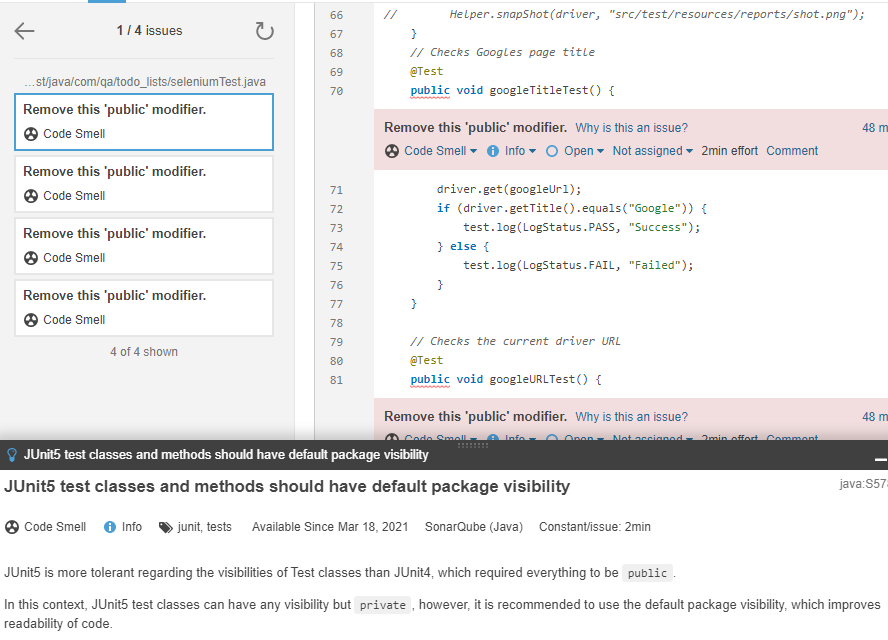 1 / 4 issues
...st/java/com/qa/todo_lists/seleniumTest.java
Remove this 'public' modifier.
Code Smell
Remove this 'public' modifier.
Code Smell
Remove this 'public' modifier.
Code Smell
Remove this 'public' modifier.
Code Smell
4 of 4 shown
66 // Helper.snapShot(driver, "src/test/resources/reports/shot.png");
67 }
68 // Checks Googles page title
69 @Test
70 public void googleTitleTest() {
Remove this 'public' modifier. Why is this an issue? 48 m
Code Smell Info Open Not assigned 2min effort Comment
71 driver.get(googleUrl);
72 if (driver.getTitle().equals("Google")) {
73 test.log(LogStatus.PASS, "Success");
74 } else {
75 test.log(LogStatus.FAIL, "Failed");
76 }
77 }
78
79 // Checks the current driver URL
80 @Test
81 public void googleURLTest() {
Remove this 'public' modifier. Why is this an issue? 48 m
Code Smell Info Open Not assigned 2min effort Comment
JUnit5 test classes and methods should have default package visibility
JUnit5 test classes and methods should have default package visibility java:S57
Code Smell Info junit, tests Available Since Mar 18, 2021 SonarQube (Java) Constant/issue: 2min
JUnit5 is more tolerant regarding the visibilities of Test classes than JUnit4, which required everything to be public.
In this context, JUnit5 test classes can have any visibility but private, however, it is recommended to use the default package visibility, which improves
readability of code.